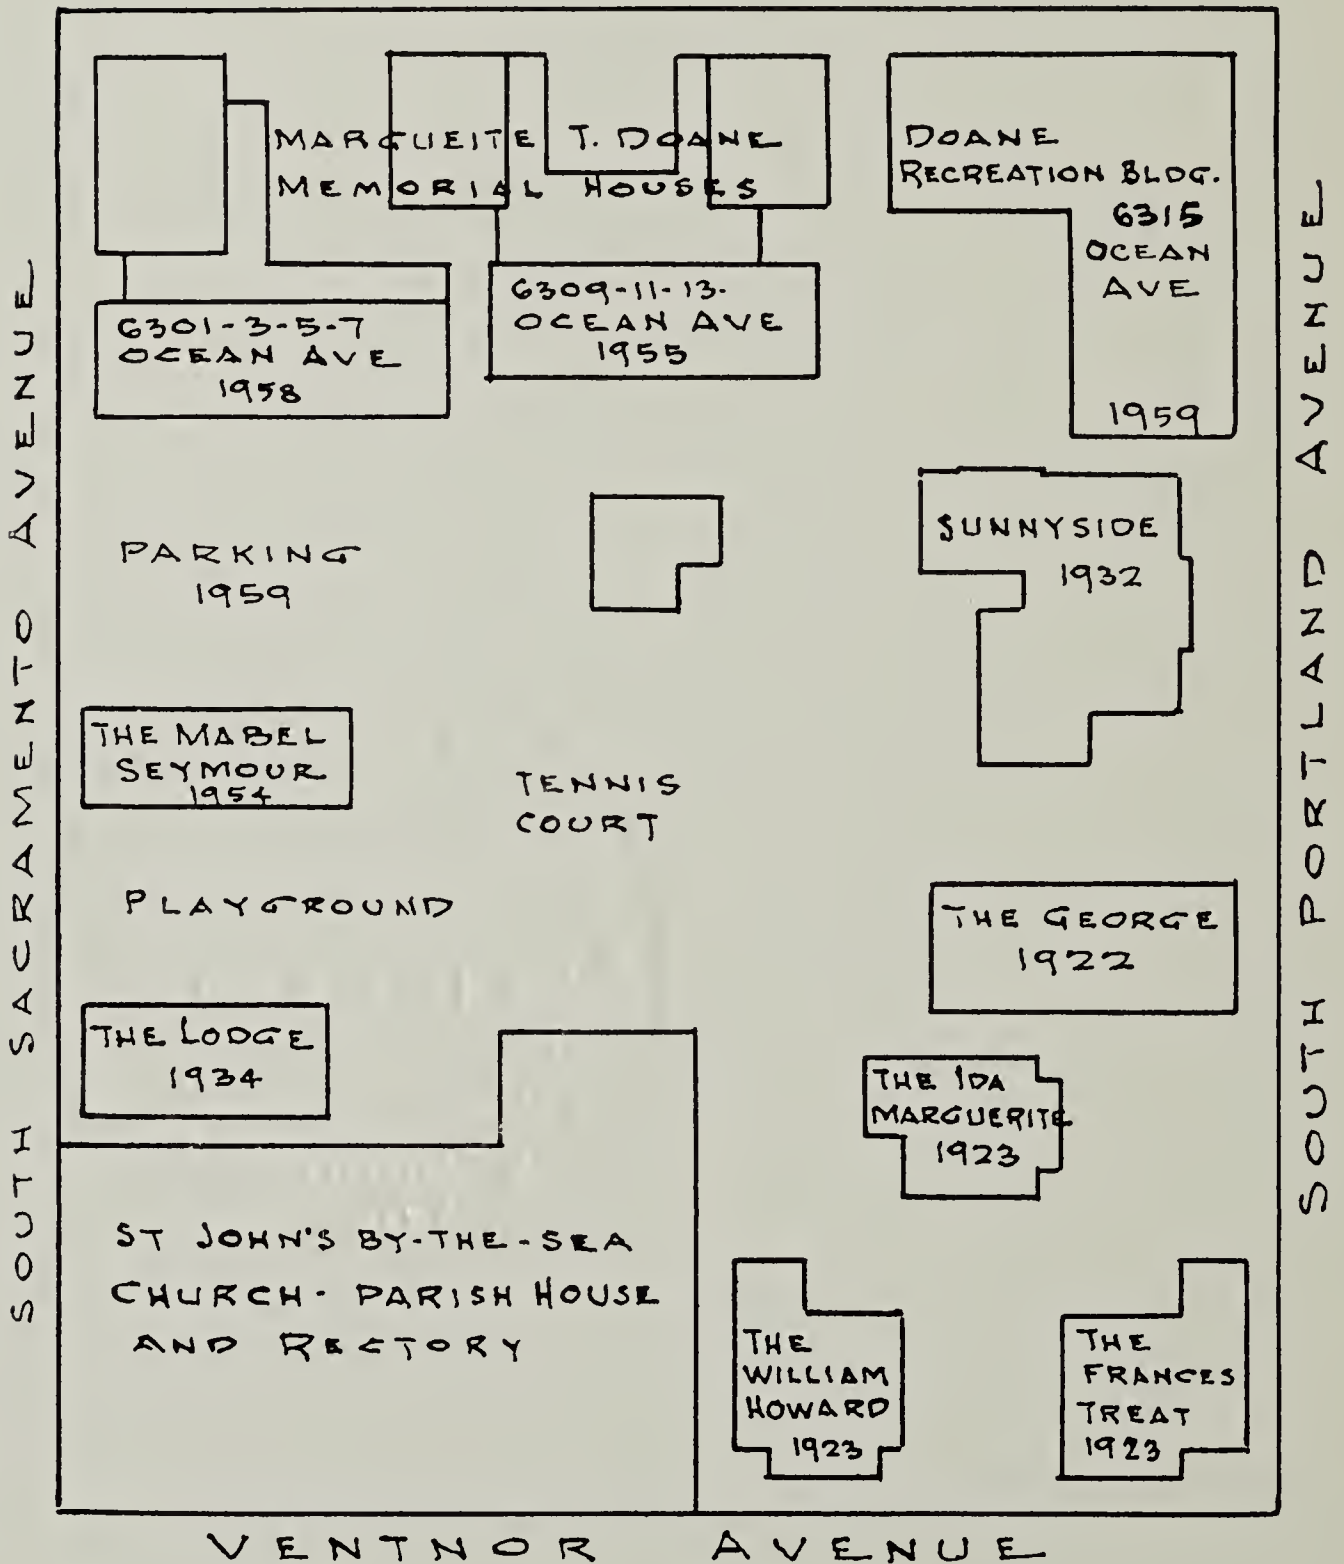 MARGUEITE T. DOANE
MEMORIAL HOUSES
DOANE
RECREATION BLDG.
6315
OCEAN
AVE
1959
6301-3-5-7
OCEAN AVE
1958
6309-11-13-
OCEAN AVE
1955
PARKING
1959
SUNNYSIDE
1932
THE MABEL
SEYMOUR
1954
TENNIS
COURT
PLAYGROUND
THE GEORGE
1922
THE LODGE
1934
THE IDA
MARGUERITE
1923
ST JOHN'S BY-THE-SEA
CHURCH- PARISH HOUSE
AND RECTORY
THE
WILLIAM
HOWARD
1923
THE
FRANCES
TREAT
1923
SOUTH SACRAMENTO AVENUE
SOUTH PORTLAND AVENUE
VENTNOR AVENUE